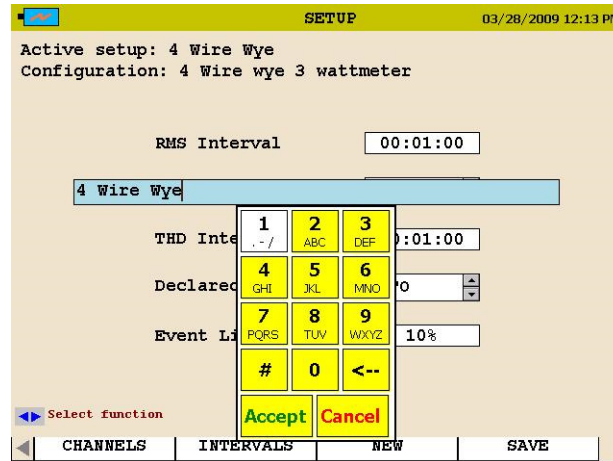 SETUP 03/28/2009 12:13 P
Active setup: 4 Wire Wye
Configuration: 4 Wire wye 3 wattmeter
RMS Interval 00:01:00
4 Wire Wye
THD Inte :01:00
Declared
Event Li 10%
1 2 3
.-/ ABC DEF
4 5 6
GHI JKL MNO
7 8 9
PQRS TUV WXYZ
# 0 <--
Accept Cancel
Select function
CHANNELS INTERVALS NEW SAVE